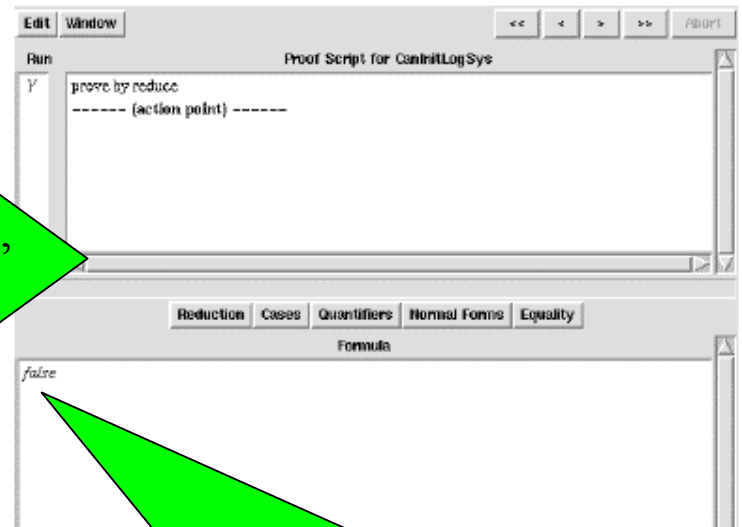 Edit Window << < > >> Abort
Run Proof Script for CanInitLogSys
Y prove by reduce
------ (action point) ------
’
Reduction Cases Quantifiers Normal Forms Equality
Formula
false